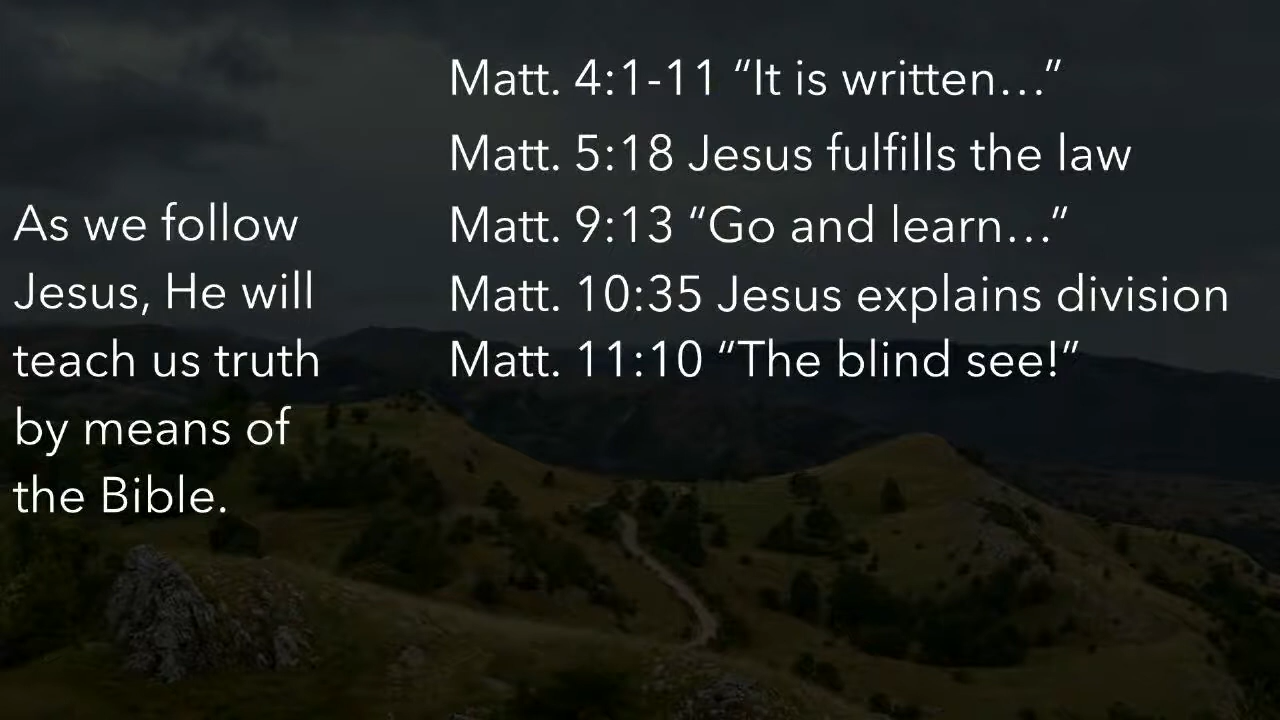 As we follow
Jesus, He will
teach us truth
by means of
the Bible.
Matt. 4:1-11 “It is written…”
Matt. 5:18 Jesus fulfills the law
Matt. 9:13 “Go and learn…”
Matt. 10:35 Jesus explains division
Matt. 11:10 “The blind see!”